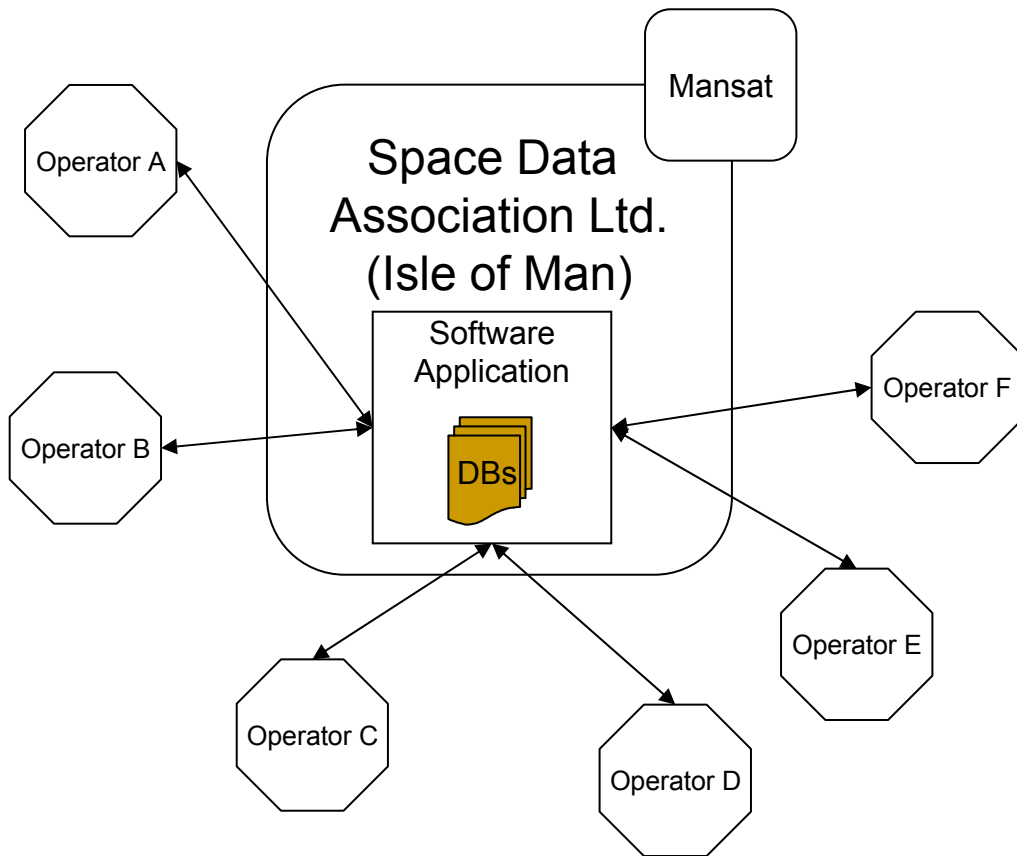 Mansat
Space Data
Association Ltd.
(Isle of Man)
Operator A
Software
Application
Operator F
Operator B
DBs
Operator E
Operator C
Operator D